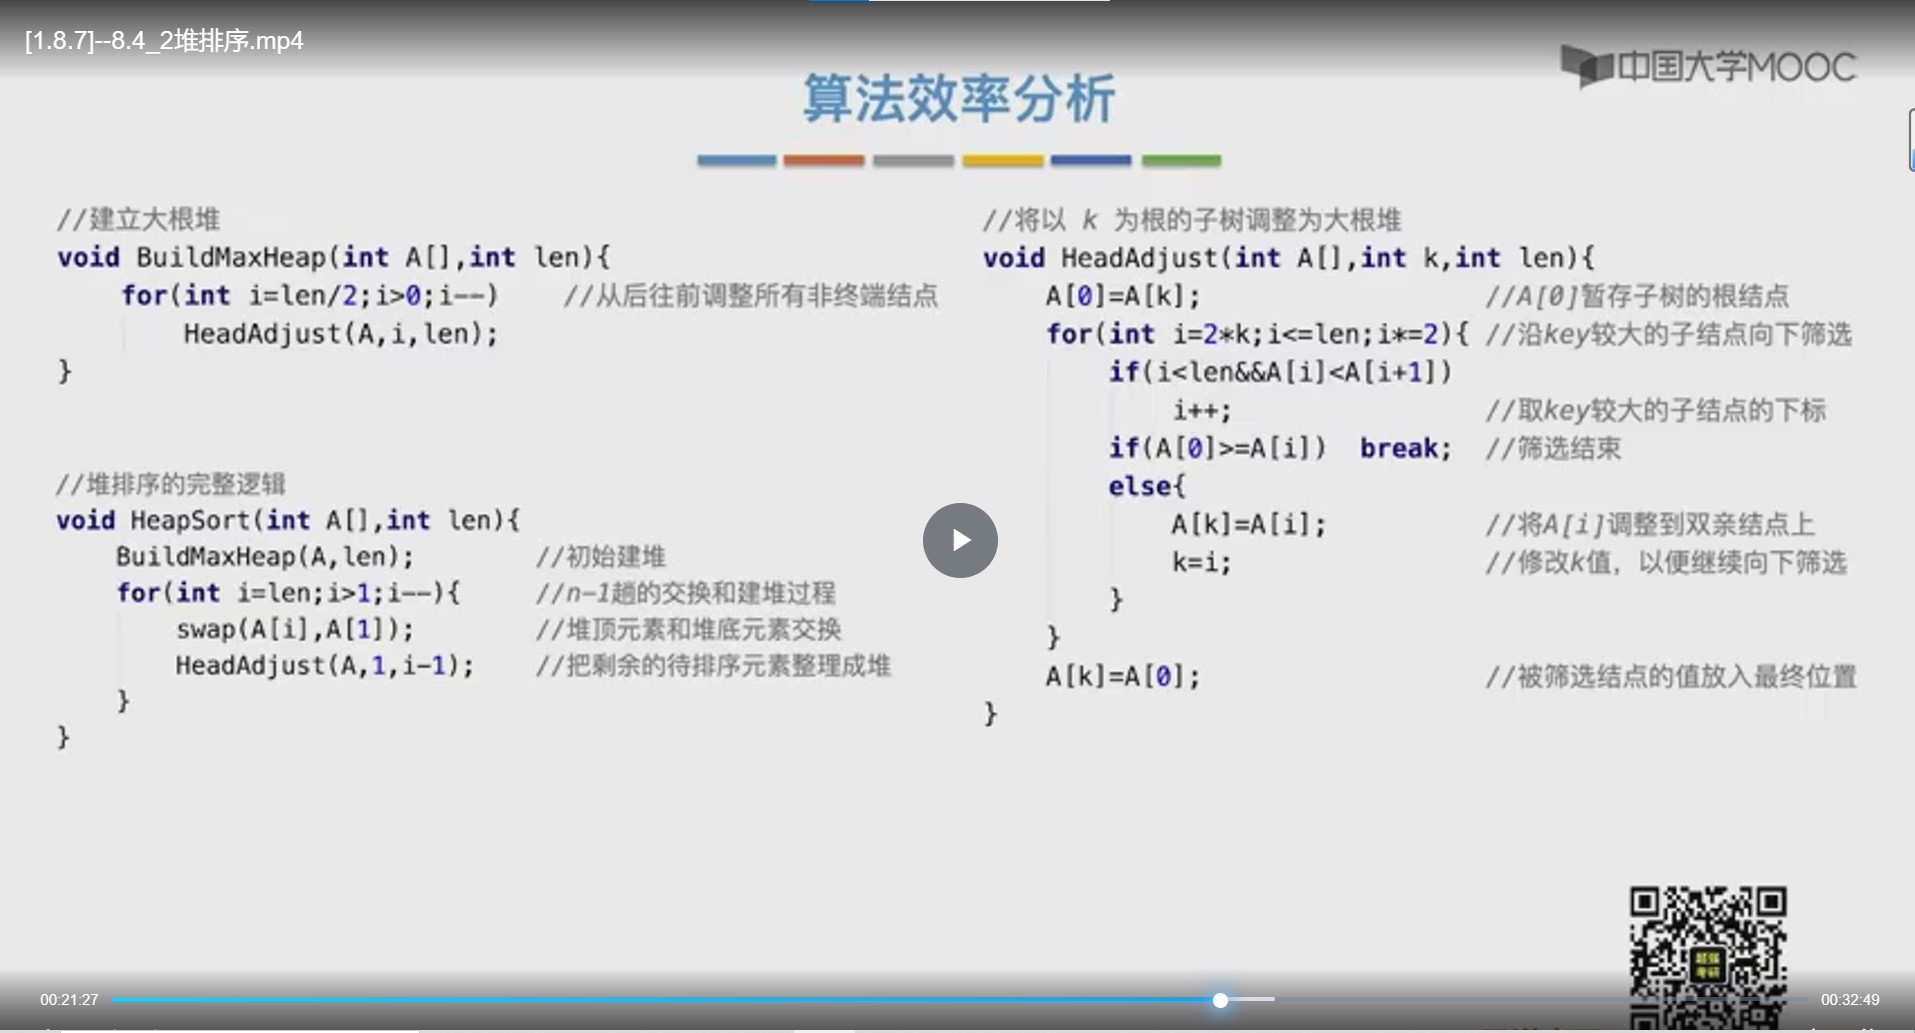 [1.8.7]--8.4_2堆排序.mp4
中国大学MOOC
算法效率分析
//建立大根堆
void BuildMaxHeap(int A[],int len){
for(int i=len/2;i>0;i--) //从后往前调整所有非终端结点
HeadAdjust(A,i,len);
}
//堆排序的完整逻辑
void HeapSort(int A[],int len){
BuildMaxHeap(A,len); //初始建堆
for(int i=len;i>1;i--){ //n-1趟的交换和建堆过程
swap(A[i],A[1]); //堆顶元素和堆底元素交换
HeadAdjust(A,1,i-1); //把剩余的待排序元素整理成堆
}
}
//将以 k 为根的子树调整为大根堆
void HeadAdjust(int A[],int k,int len){
A[0]=A[k]; //A[0]暂存子树的根结点
for(int i=2*k;i<=len;i*=2){ //沿key较大的子结点向下筛选
if(i<len&&A[i]<A[i+1])
i++; //取key较大的子结点的下标
if(A[0]>=A[i]) break; //筛选结束
else{
A[k]=A[i]; //将A[i]调整到双亲结点上
k=i; //修改k值，以便继续向下筛选
}
}
A[k]=A[0]; //被筛选结点的值放入最终位置
}
00:21:27
00:32:49